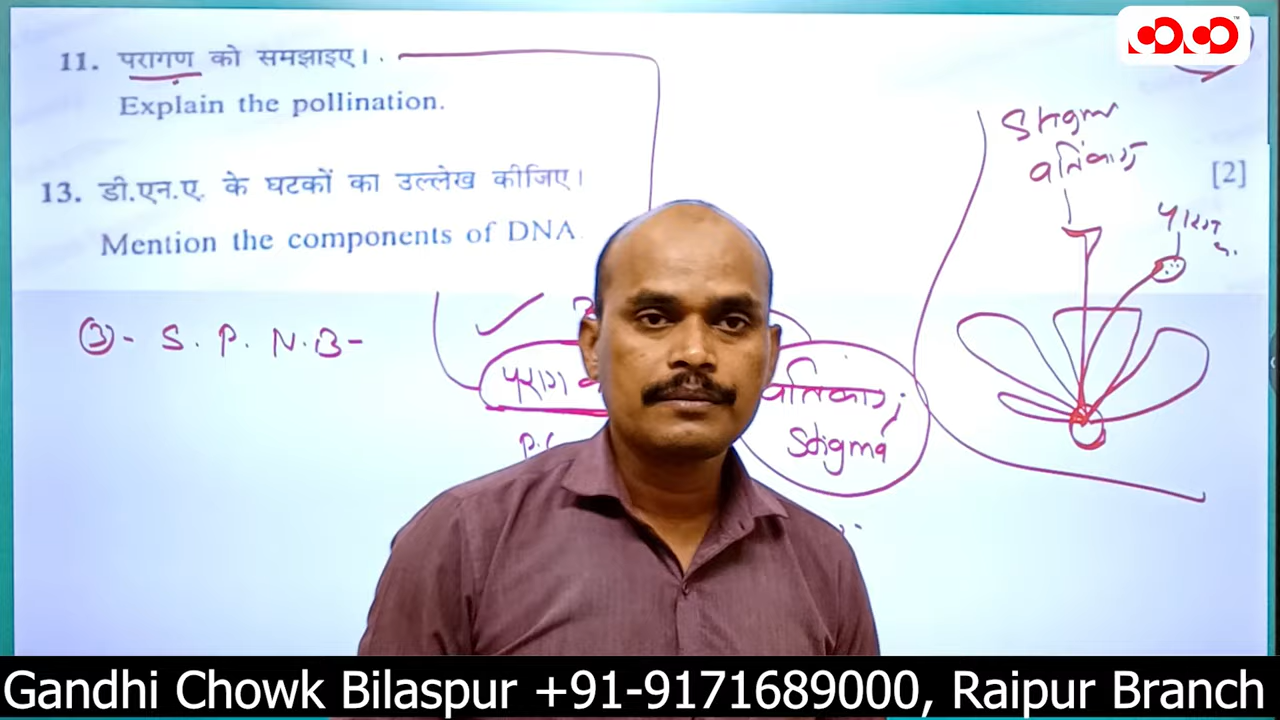 11. परागण को समझाइए।
Explain the pollination.
13. डी.एन.ए. के घटकों का उल्लेख कीजिए।
[2]
Mention the components of DNA.
③- S. P. N.B-
पराग
वर्तिकाग्र
Stigma
Stigma
वर्तिकाग्र
Gandhi Chowk Bilaspur +91-9171689000, Raipur Branch